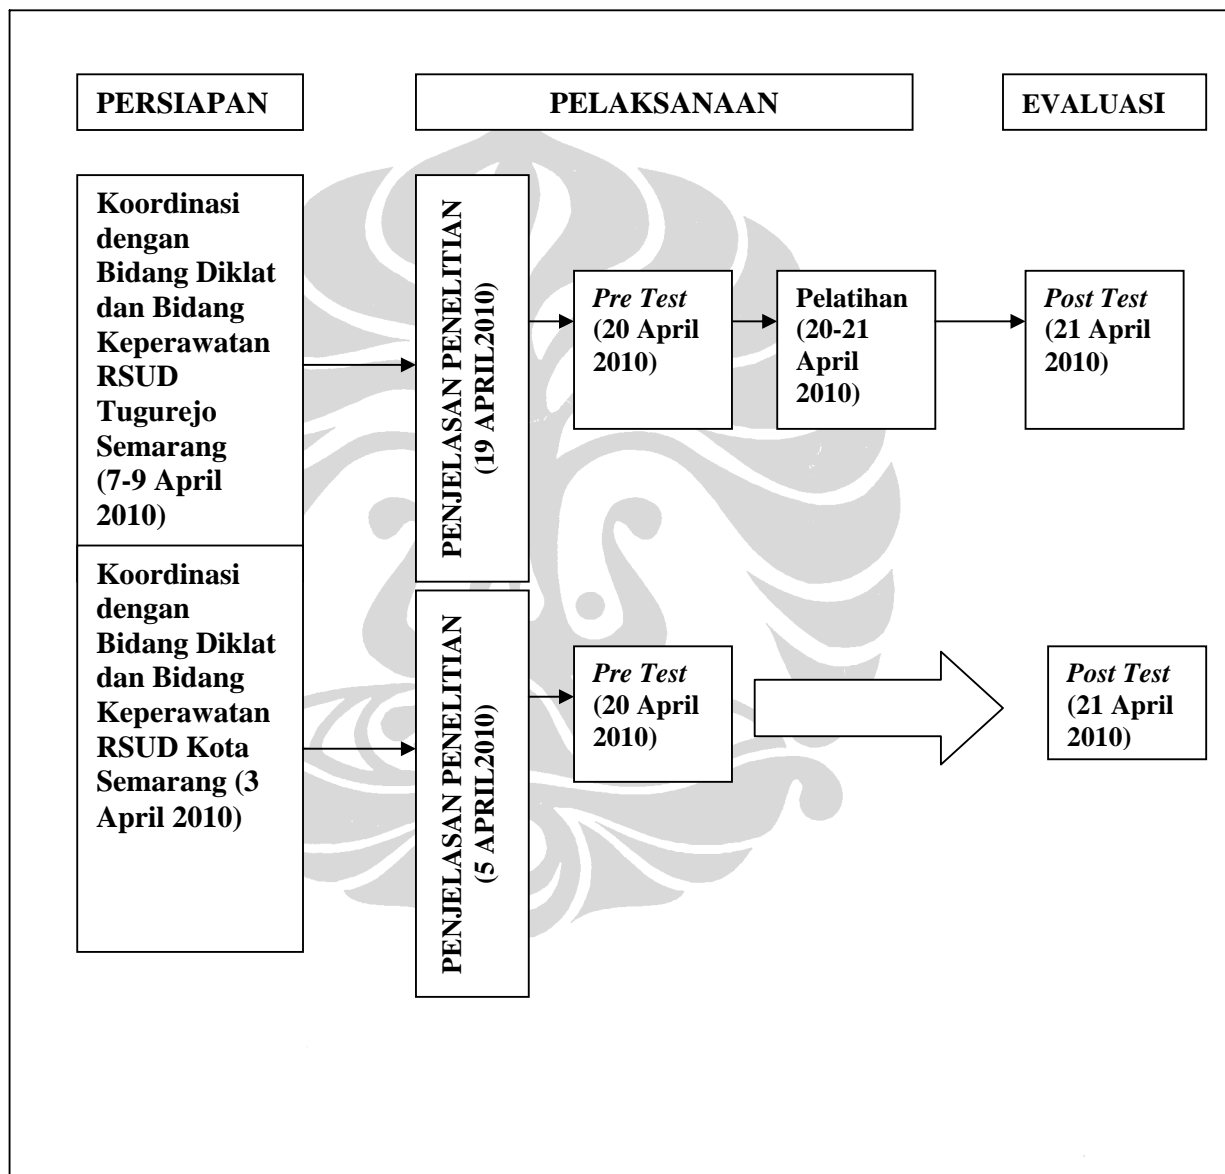 PERSIAPAN
PELAKSANAAN
EVALUASI
Koordinasi
dengan
Bidang Diklat
dan Bidang
Keperawatan
RSUD
Tugurejo
Semarang
(7-9 April
2010)
PENJELASAN PENELITIAN
(19 APRIL2010)
Pre Test
(20 April
2010)
Pelatihan
(20-21
April
2010)
Post Test
(21 April
2010)
Koordinasi
dengan
Bidang Diklat
dan Bidang
Keperawatan
RSUD Kota
Semarang (3
April 2010)
PENJELASAN PENELITIAN
(5 APRIL2010)
Pre Test
(20 April
2010)
Post Test
(21 April
2010)